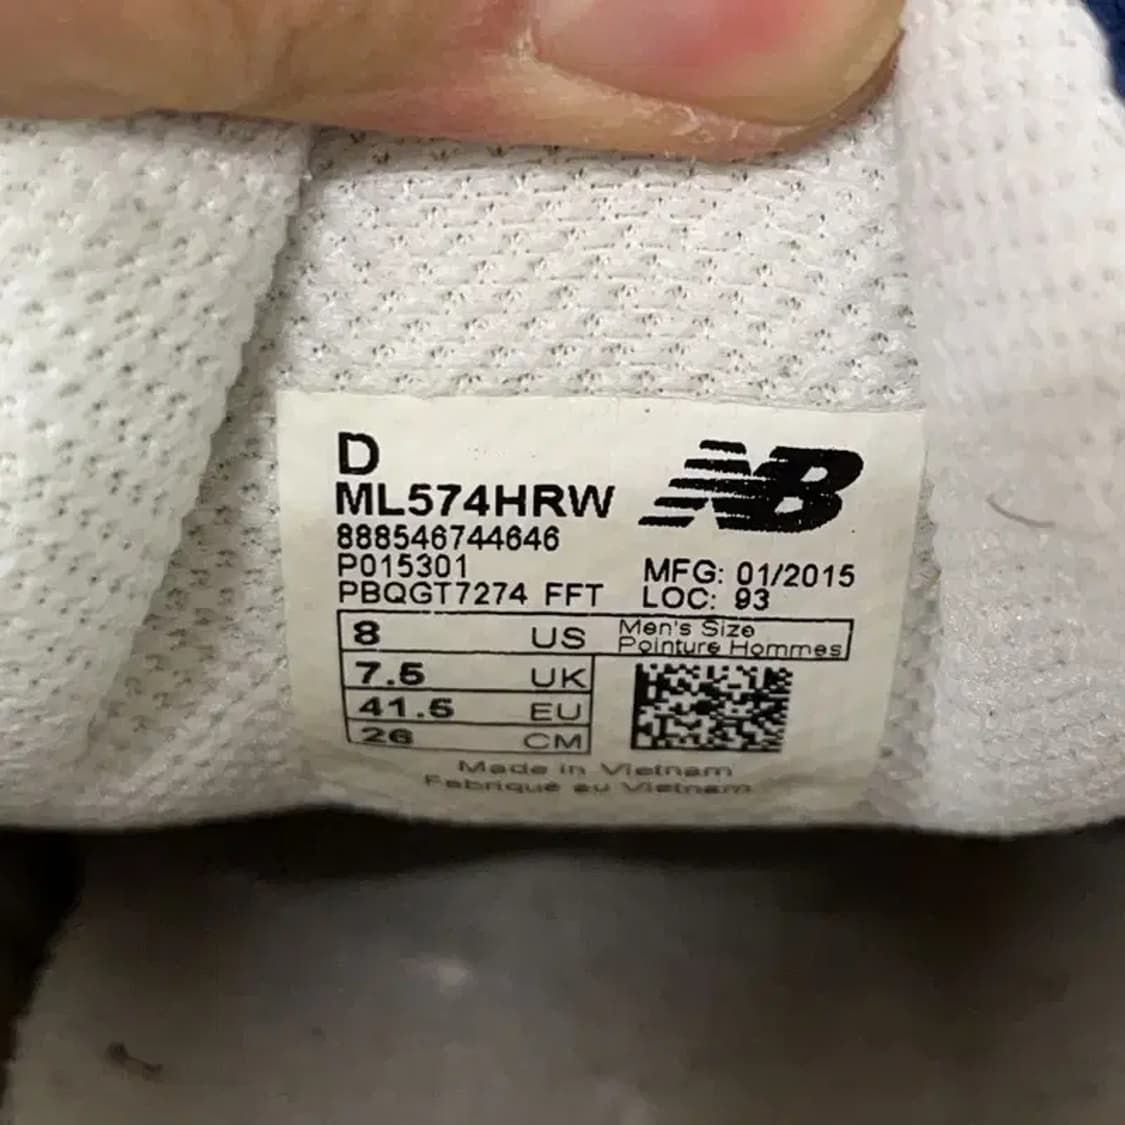 D
ML574HRW
NB
888546744646
P015301
PBQGT7274 FFT
MFG: 01/2015
LOC: 93
8 US Men's Size
Pointure Hommes
7.5 UK
41.5 EU
26 CM
Made in Vietnam
Fabrique au Vietnam